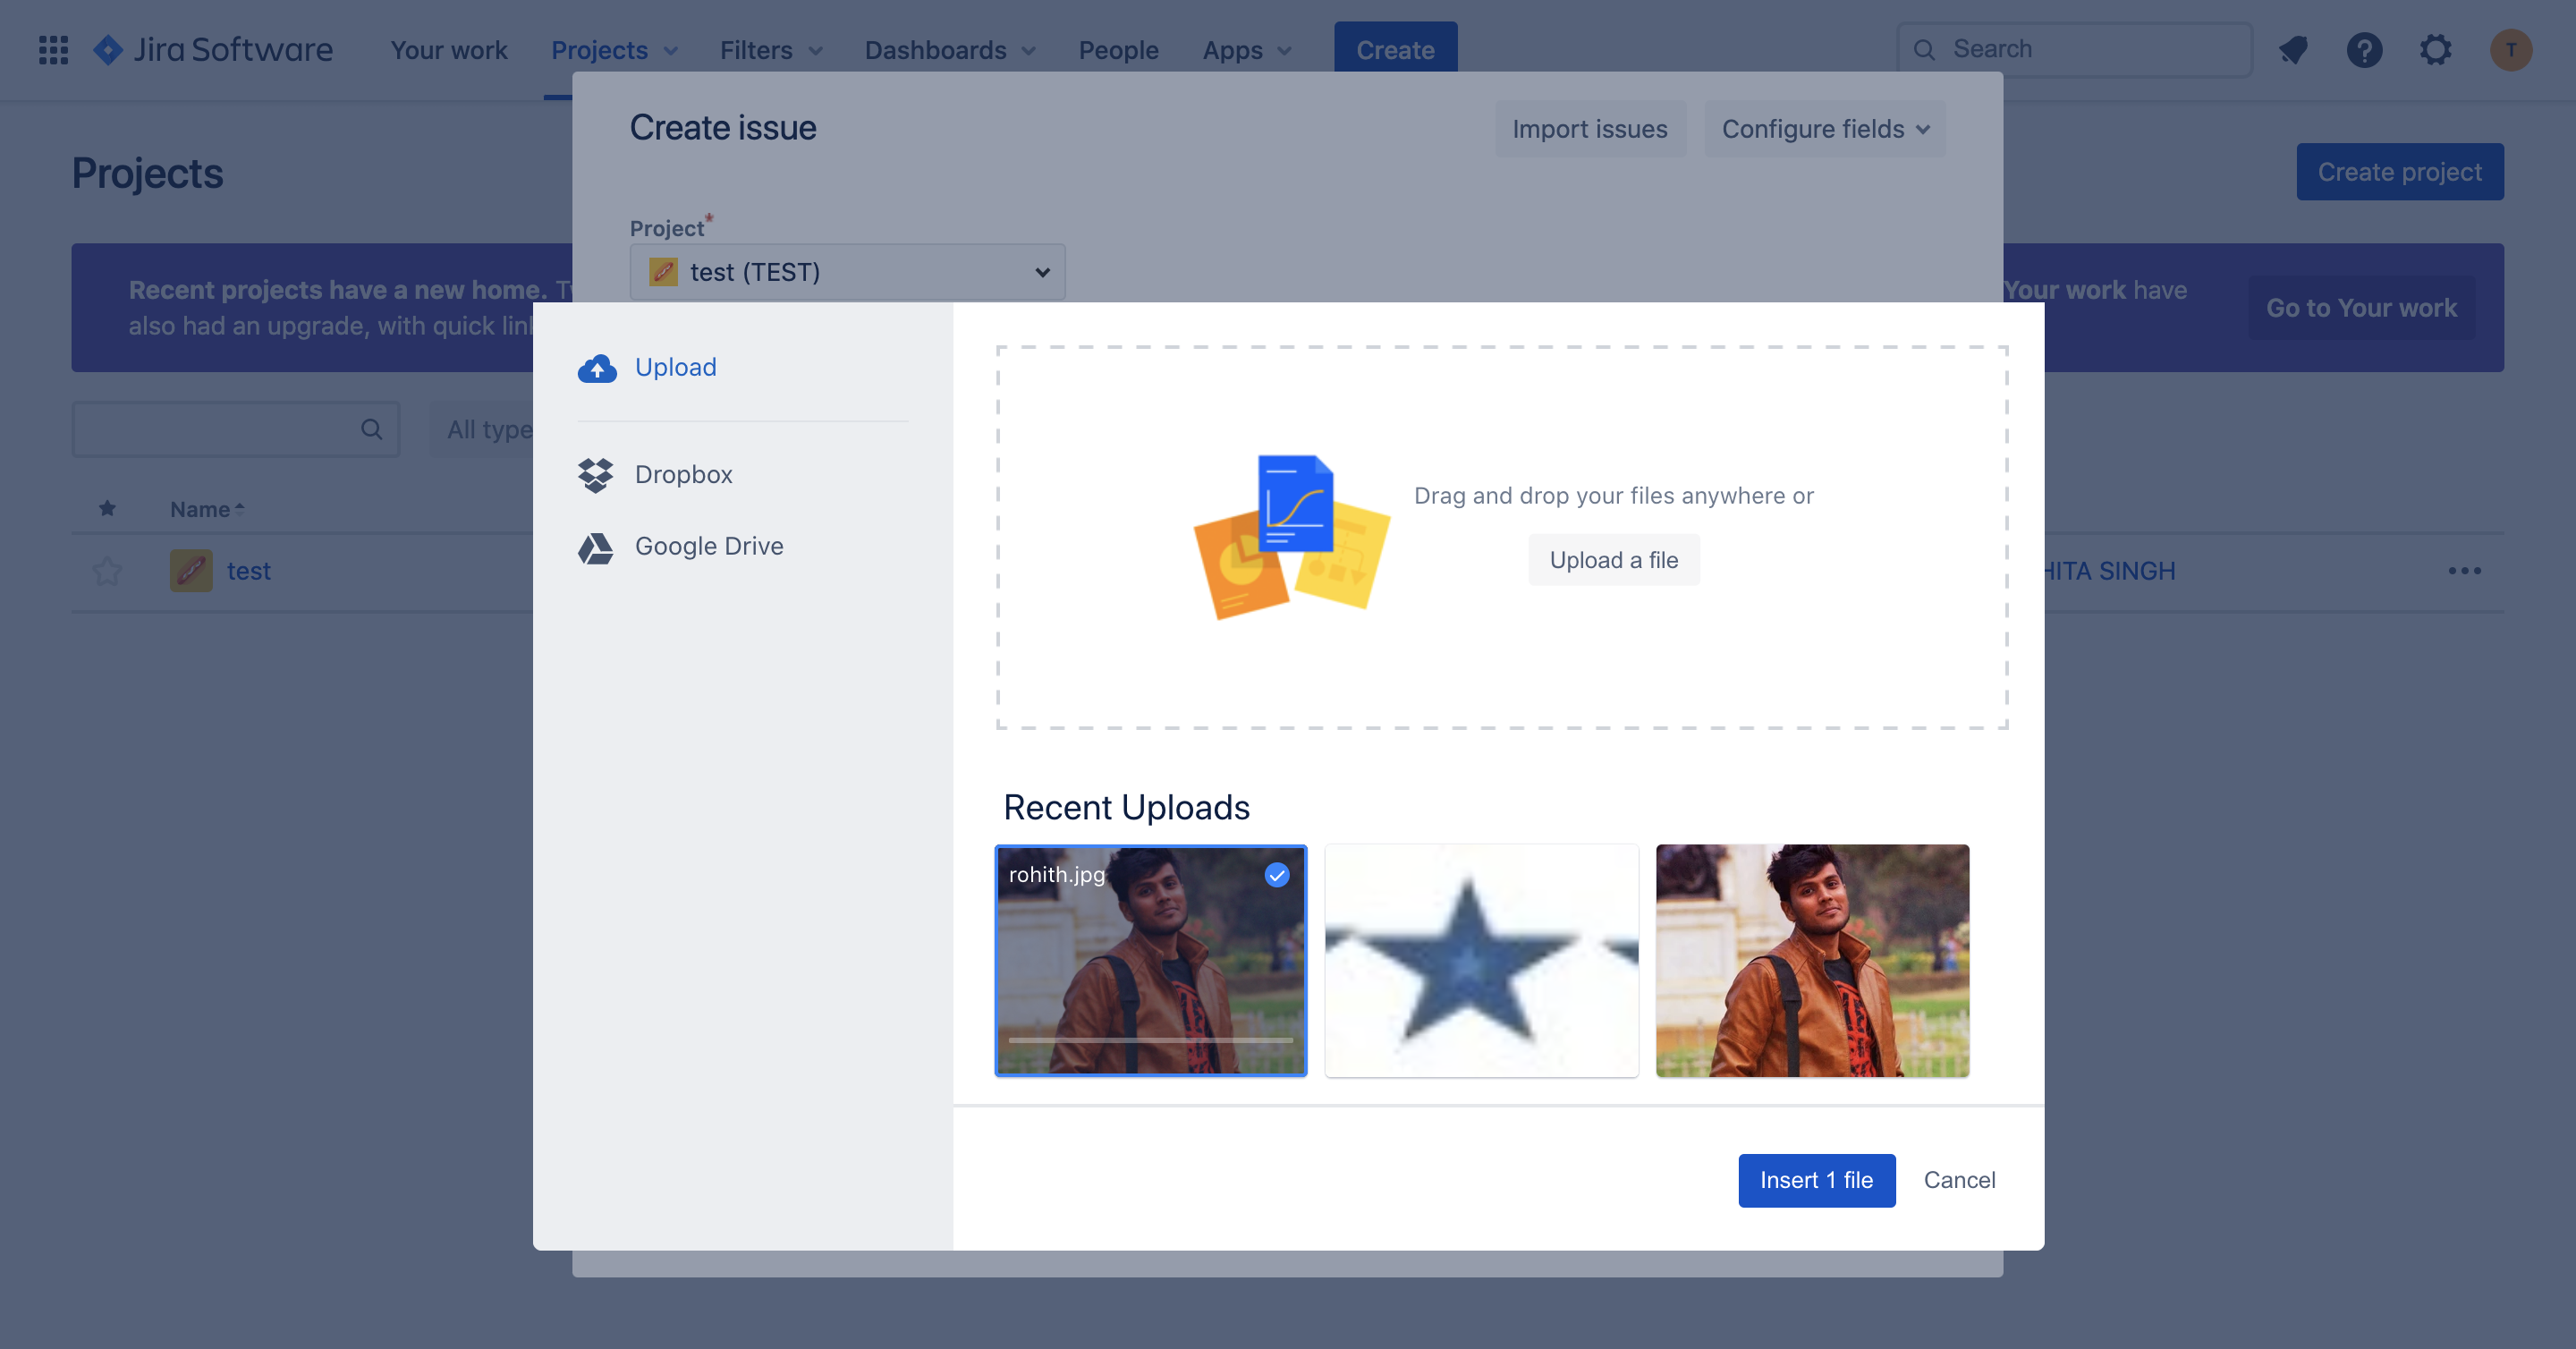 Jira Software
Your work
Projects
Filters
Dashboards
People
Apps
Create
Search
T
Create issue
Import issues
Configure fields
Projects
Create project
Project*
test (TEST)
Recent projects have a new home.
Your work have
also had an upgrade, with quick
Go to Your work
Upload
All
Dropbox
Google Drive
Drag and drop your files anywhere or
Upload a file
Name
test
SINGH
Recent Uploads
rohith.jpg
Insert 1 file
Cancel